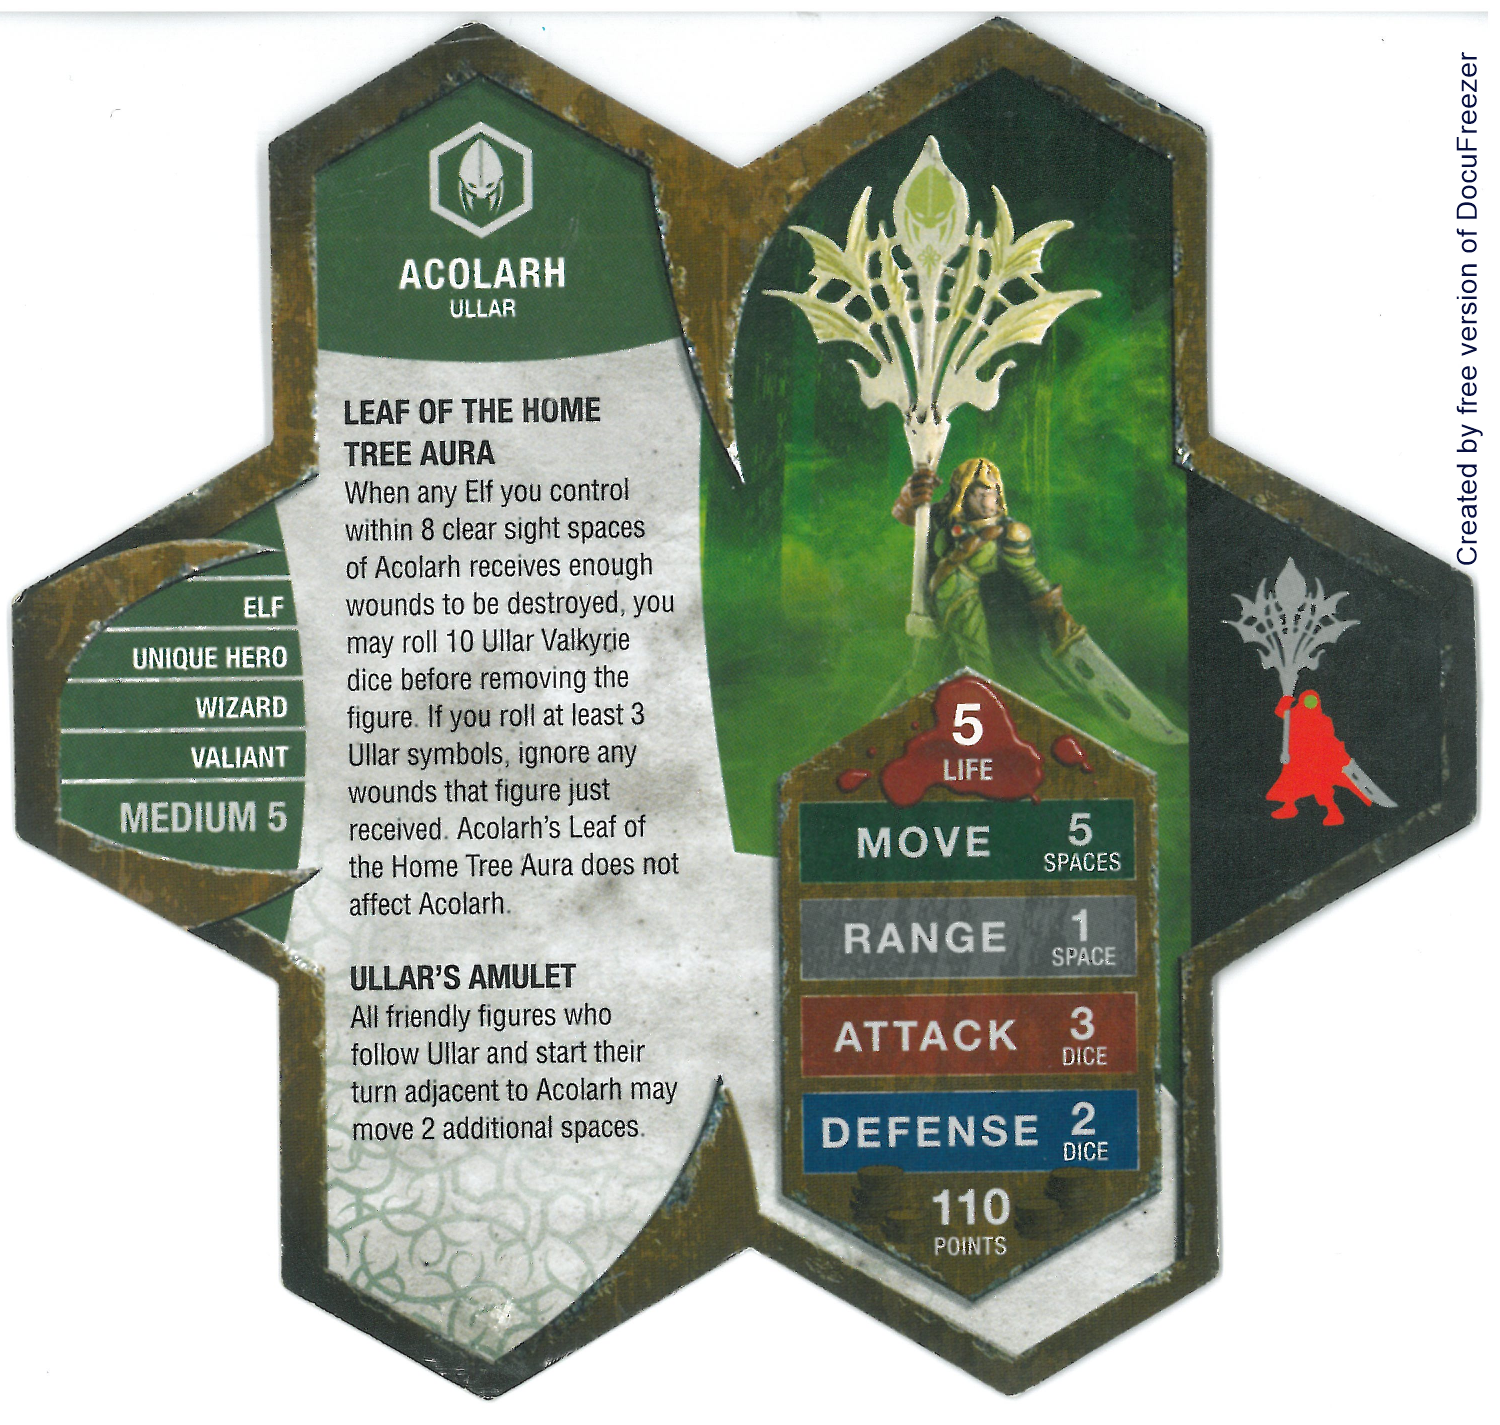 ACOLARH
ULLAR
LEAF OF THE HOME
TREE AURA
When any Elf you control
within 8 clear sight spaces
of Acolarh receives enough
wounds to be destroyed, you
may roll 10 Ullar Valkyrie
dice before removing the
figure. If you roll at least 3
Ullar symbols, ignore any
wounds that figure just
received. Acolarh's Leaf of
the Home Tree Aura does not
affect Acolarh.
ULLAR'S AMULET
All friendly figures who
follow Ullar and start their
turn adjacent to Acolarh may
move 2 additional spaces.
ELF
UNIQUE HERO
WIZARD
VALIANT
MEDIUM 5
5
LIFE
MOVE 5
SPACES
RANGE 1
SPACE
ATTACK 3
DICE
DEFENSE 2
DICE
110
POINTS
Created by free version of DocuFreezer